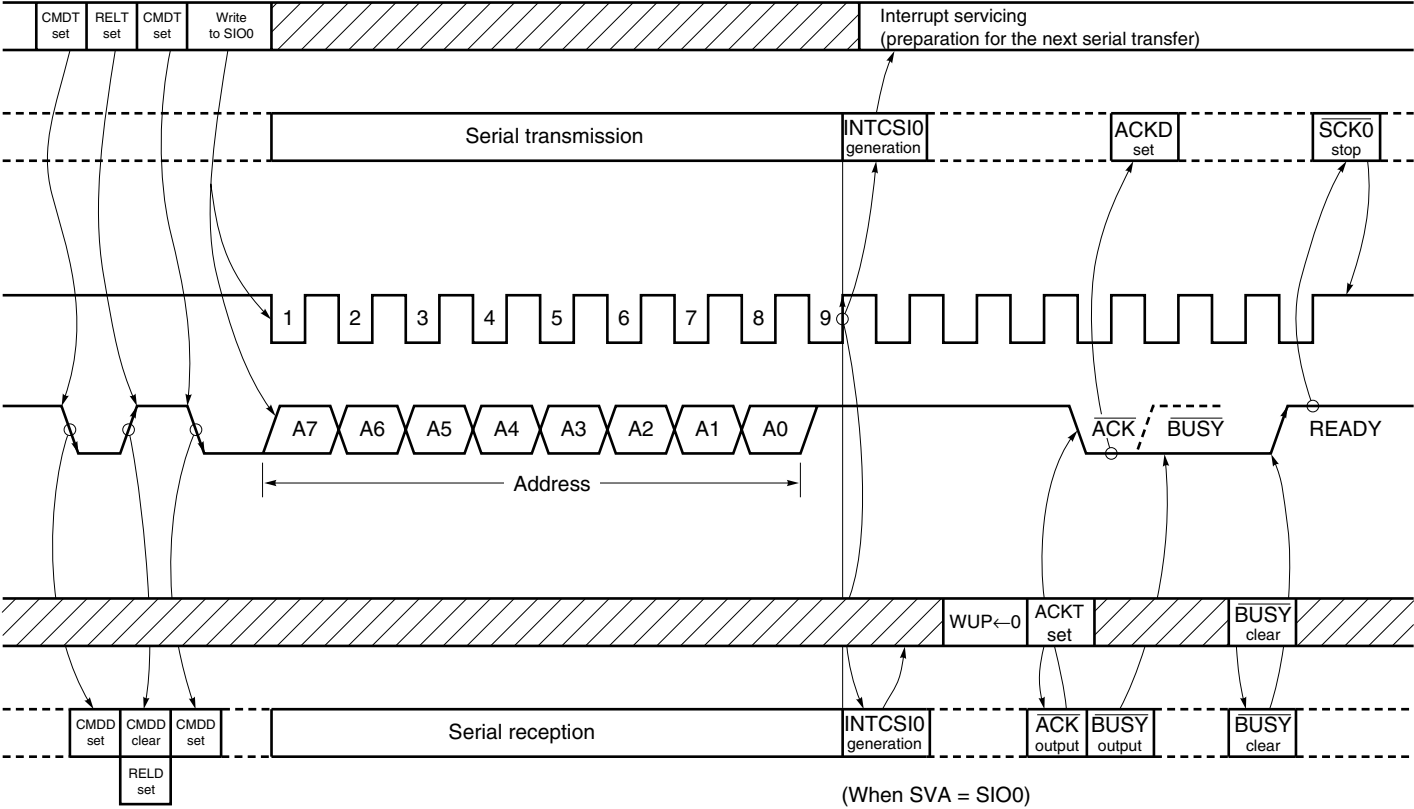 CMDT set RELT set CMDT set Write to SIO0 Interrupt servicing
(preparation for the next serial transfer)
Serial transmission INTCSI0 generation ACKD set SCK0 stop
1 2 3 4 5 6 7 8 9
A7 A6 A5 A4 A3 A2 A1 A0 ACK BUSY READY
Address
WUP←0 ACKT set BUSY clear
CMDD set CMDD clear CMDD set Serial reception INTCSI0 generation ACK output BUSY output BUSY clear
RELD set
(When SVA = SIO0)